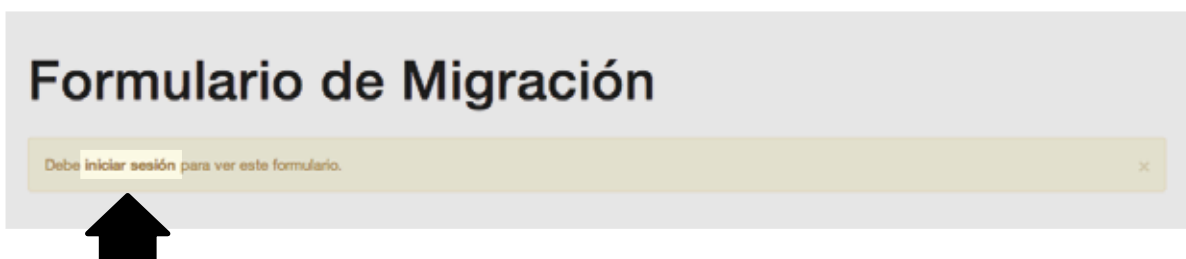 Formulario de Migración
Debe iniciar sesión para ver este formulario. ×